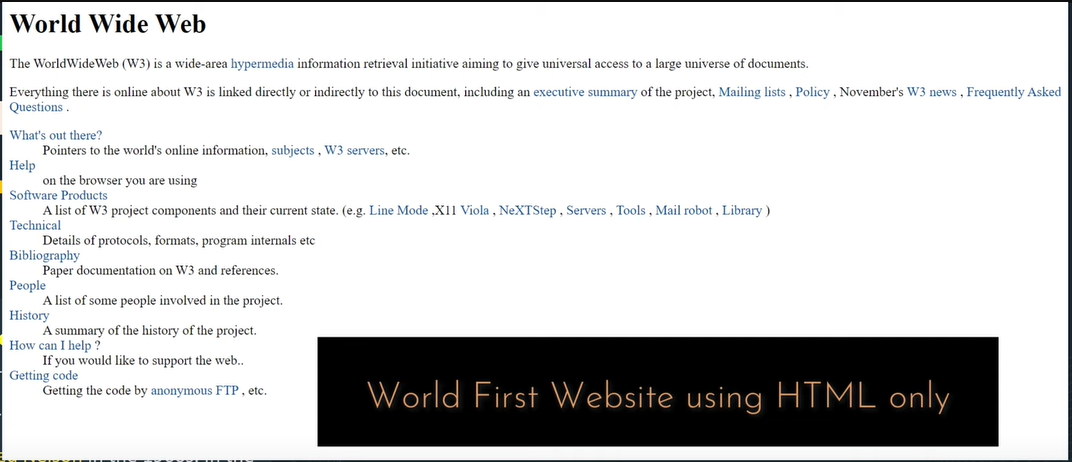 World Wide Web
The WorldWideWeb (W3) is a wide-area hypermedia information retrieval initiative aiming to give universal access to a large universe of documents.
Everything there is online about W3 is linked directly or indirectly to this document, including an executive summary of the project, Mailing lists , Policy , November's W3 news , Frequently Asked
Questions .
What's out there?
Pointers to the world's online information, subjects , W3 servers, etc.
Help
on the browser you are using
Software Products
A list of W3 project components and their current state. (e.g. Line Mode ,X11 Viola , NeXTStep , Servers , Tools , Mail robot , Library )
Technical
Details of protocols, formats, program internals etc
Bibliography
Paper documentation on W3 and references.
People
A list of some people involved in the project.
History
A summary of the history of the project.
How can I help ?
If you would like to support the web..
Getting code
Getting the code by anonymous FTP , etc.
World First Website using HTML only